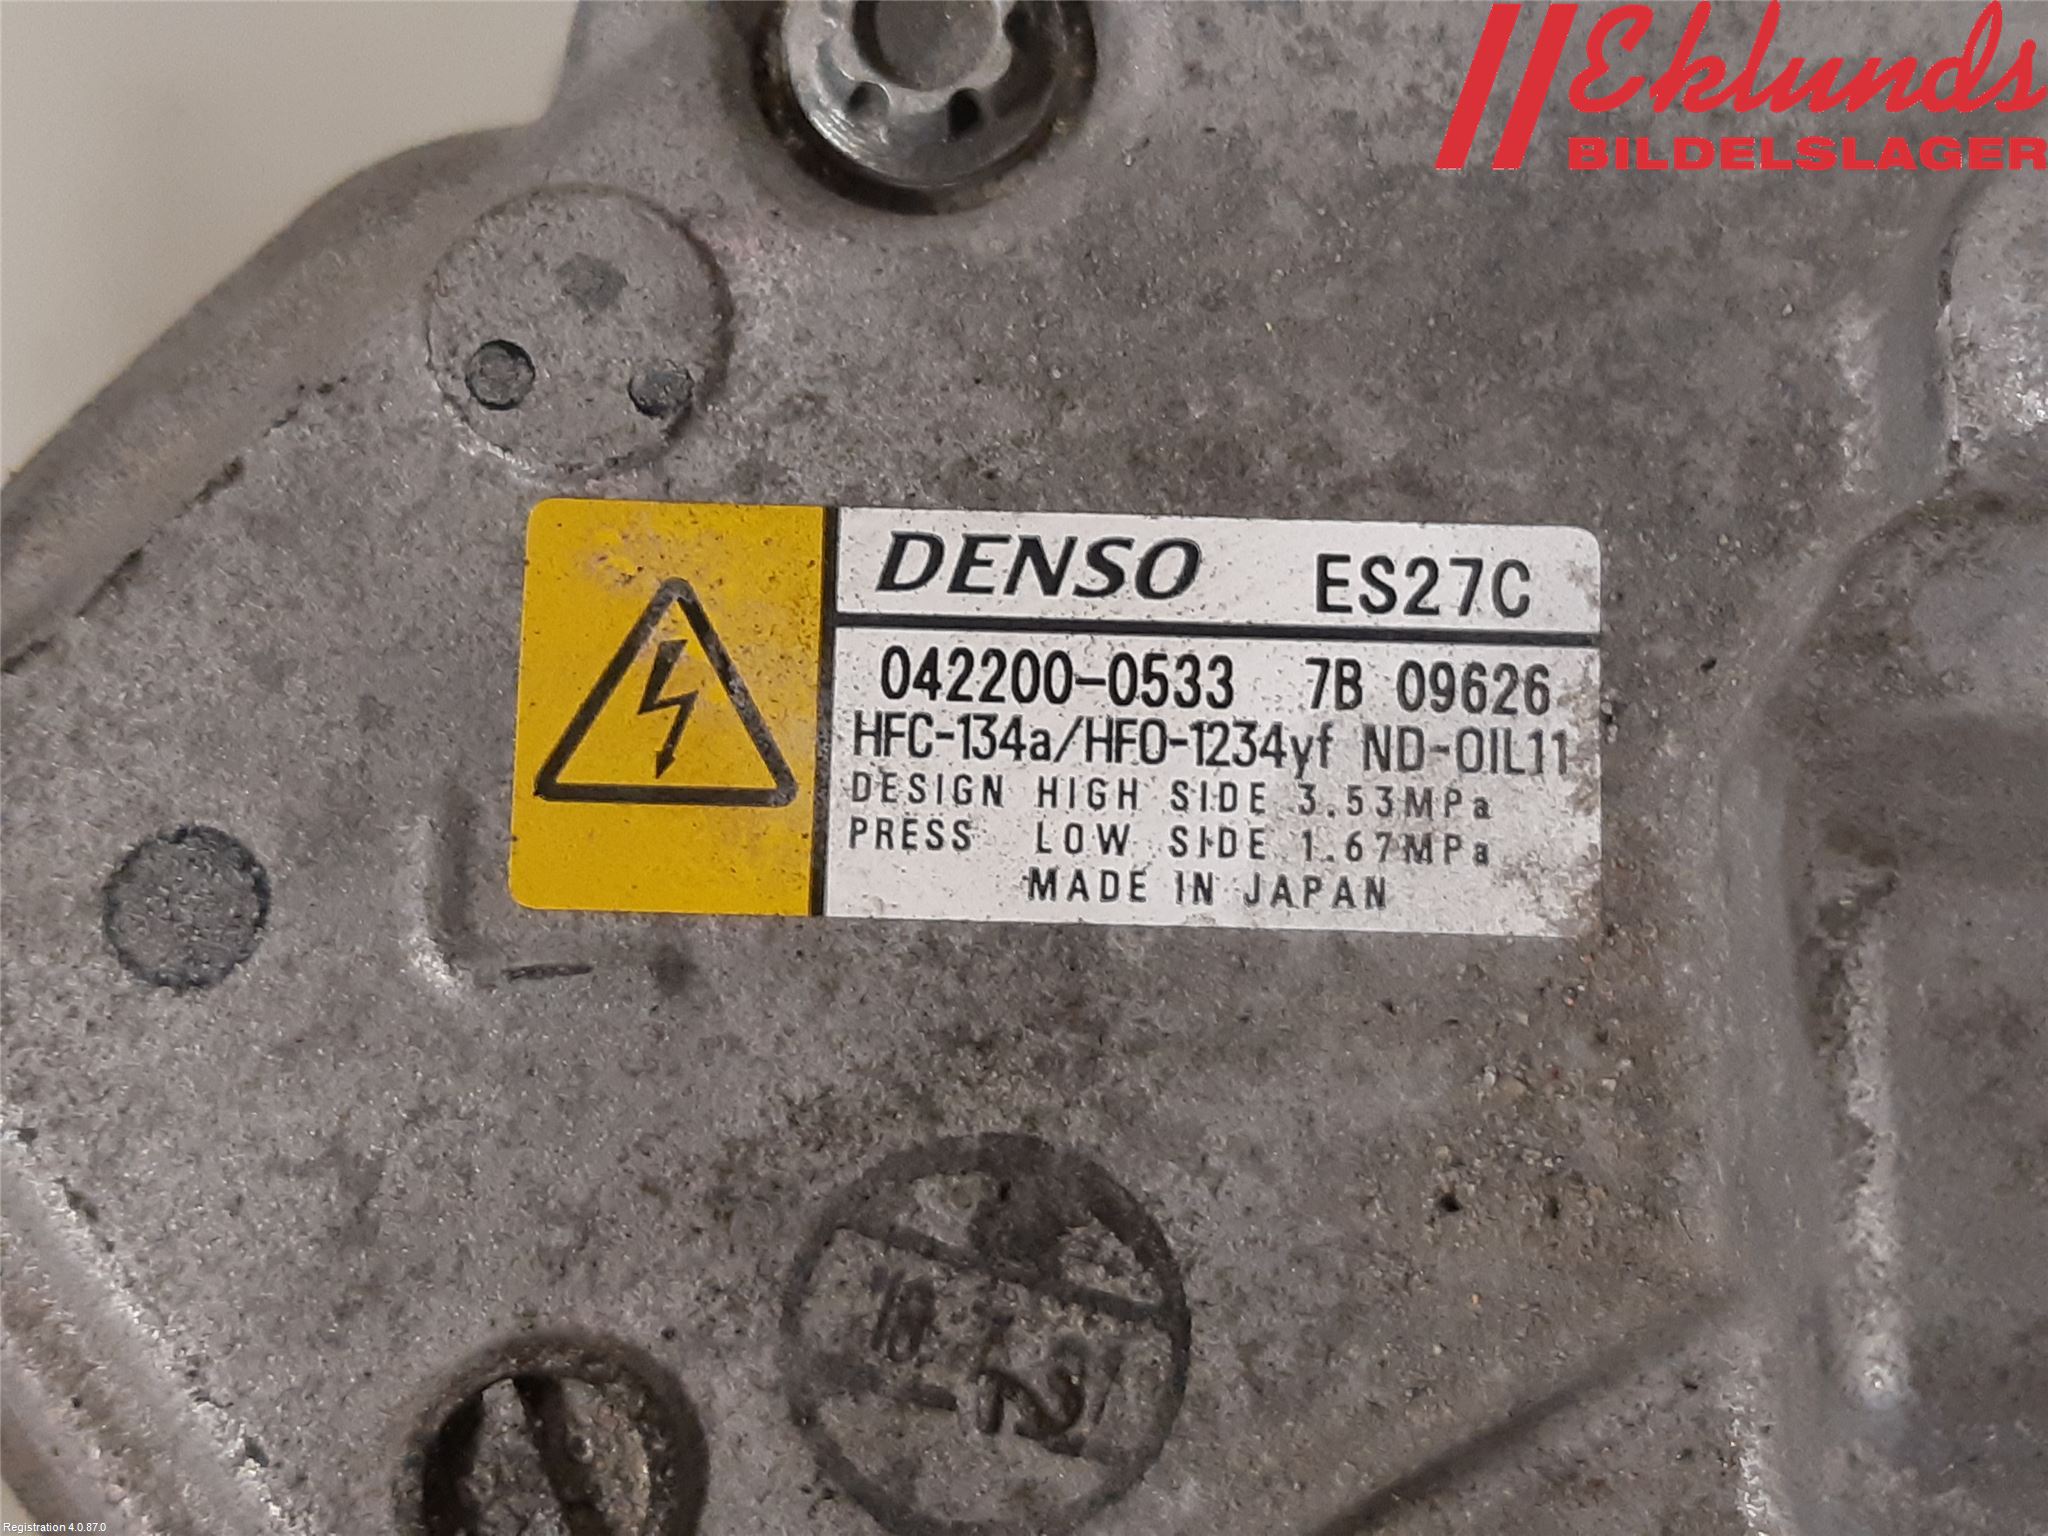 Eklunds
BILDELSLAGER
DENSO ES27C
042200-0533 7B 09626
HFC-134a/HFO-1234yf ND-OIL11
DESIGN HIGH SIDE 3.53MPa
PRESS LOW SIDE 1.67MPa
MADE IN JAPAN
Registration 4.0.87.0